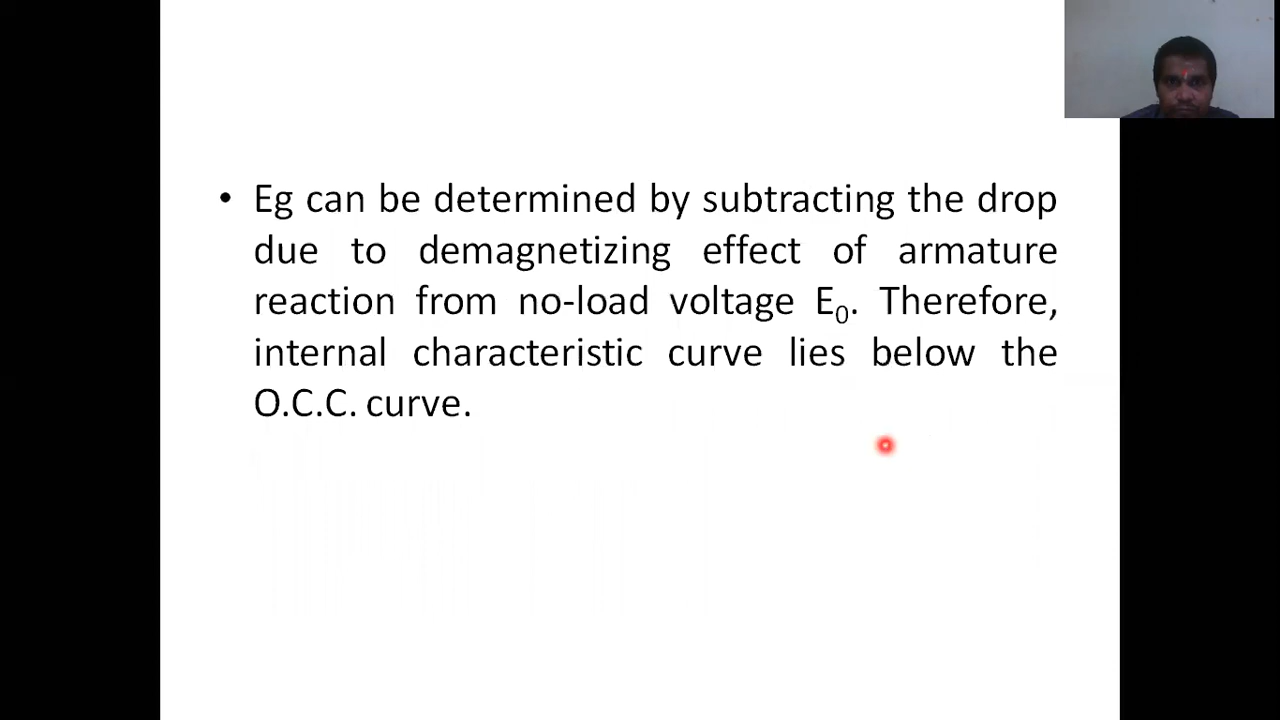 • Eg can be determined by subtracting the drop
due to demagnetizing effect of armature
reaction from no-load voltage E₀. Therefore,
internal characteristic curve lies below the
O.C.C. curve.